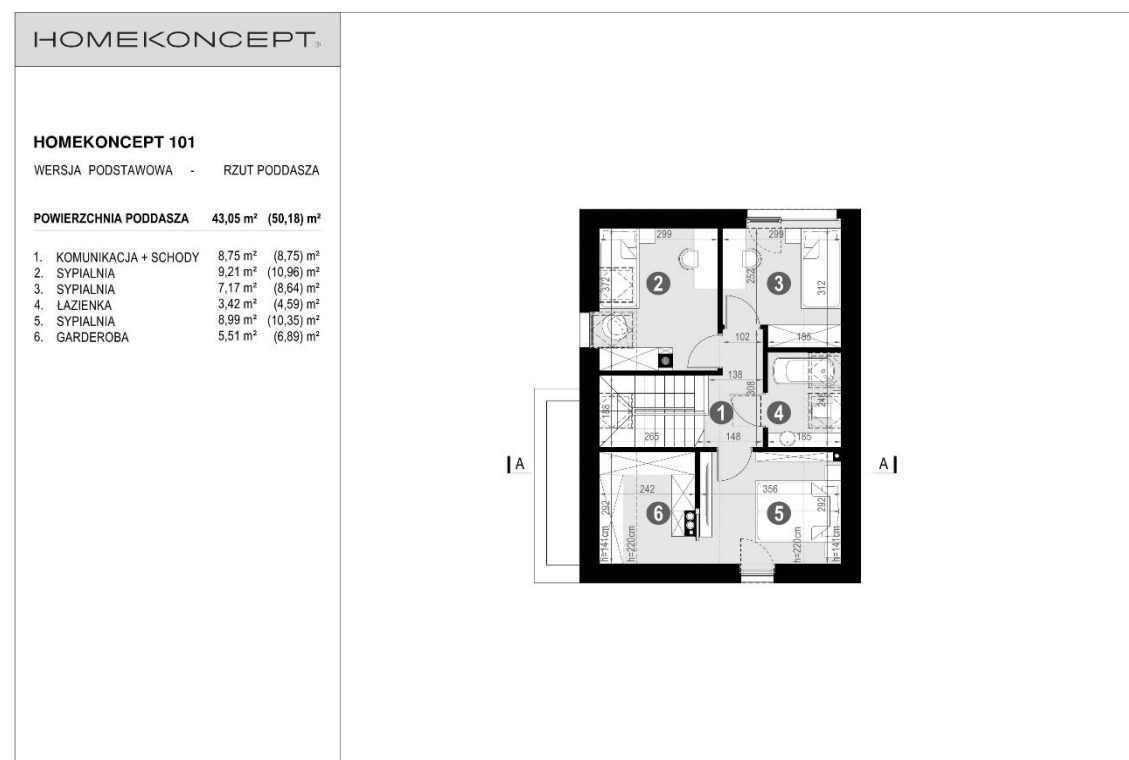 HOMEKONCEPT®
HOMEKONCEPT 101
WERSJA PODSTAWOWA - RZUT PODDASZA
POWIERZCHNIA PODDASZA 43,05 m² (50,18) m²
1. KOMUNIKACJA + SCHODY 8,75 m² (8,75) m²
2. SYPIALNIA 9,21 m² (10,96) m²
3. SYPIALNIA 7,17 m² (8,64) m²
4. ŁAZIENKA 3,42 m² (4,59) m²
5. SYPIALNIA 8,99 m² (10,35) m²
6. GARDEROBA 5,51 m² (6,89) m²
299
299
372
2
252
3
312
102
185
138
308
188
1
4
248
265
148
185
A
A
242
356
292
6
5
292
h=141cm
h=220cm
h=220cm
h=141cm